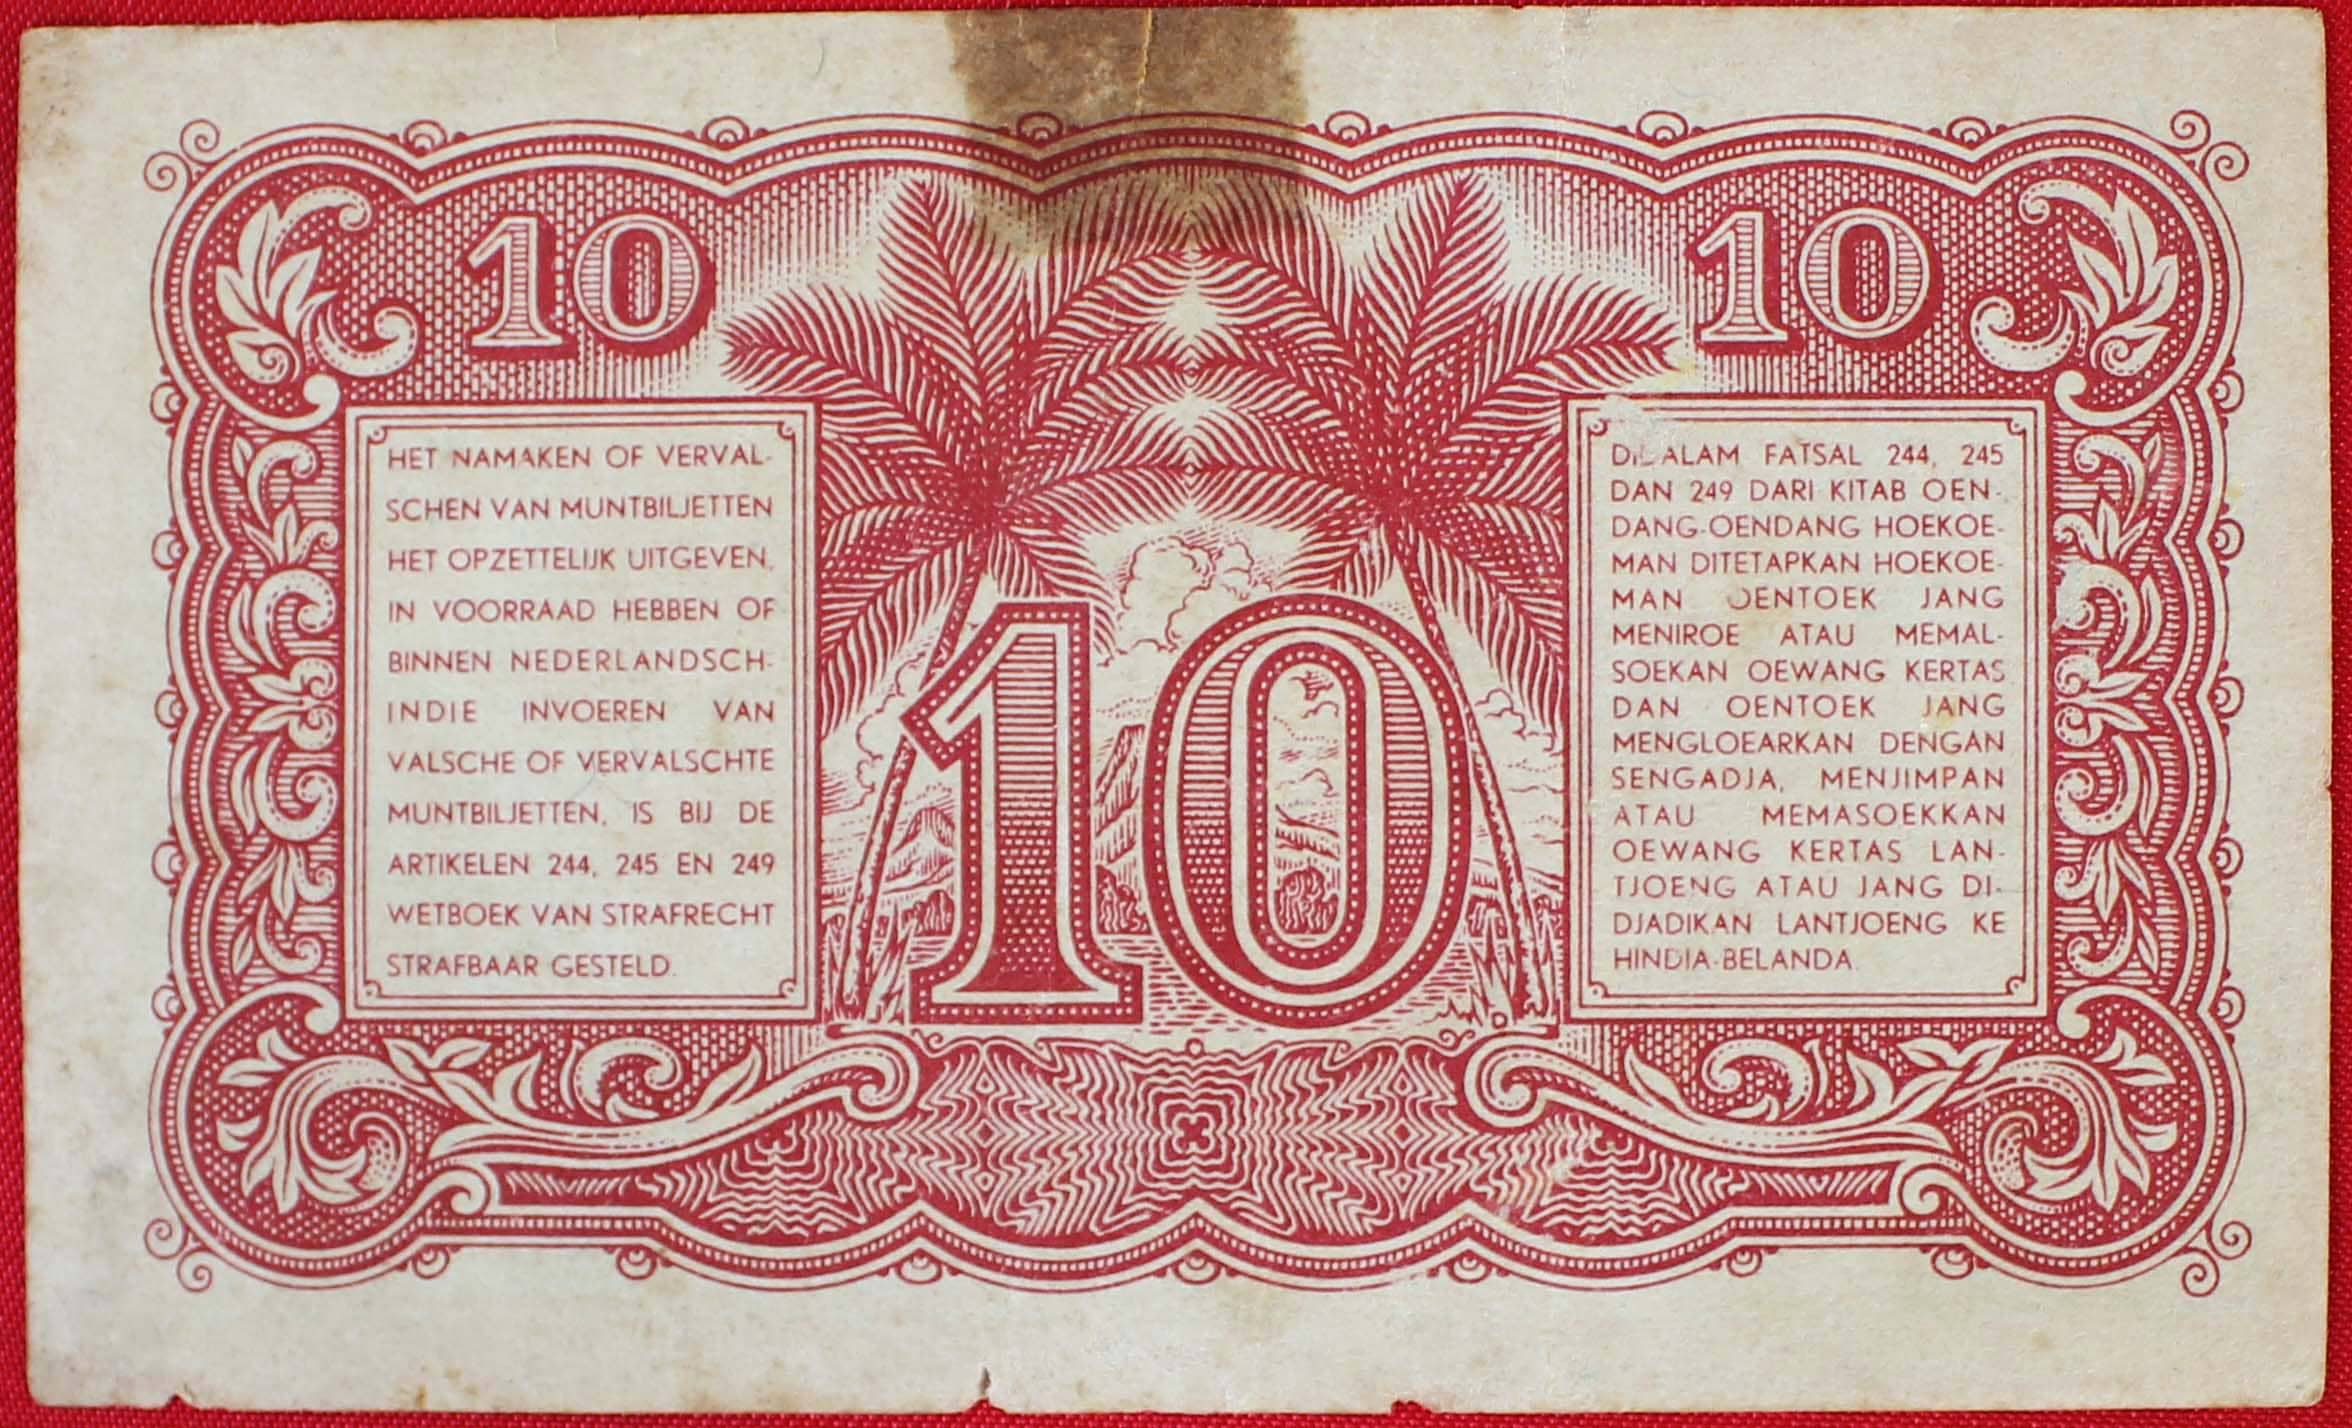 10
10
HET NAMAKEN OF VERVAL-
SCHEN VAN MUNTBILJETTEN
HET OPZETTELIJK UITGEVEN,
IN VOORRAAD HEBBEN OF
BINNEN NEDERLANDSCH-
INDIE INVOEREN VAN
VALSCHE OF VERVALSCHTE
MUNTBILJETTEN, IS BIJ DE
ARTIKELEN 244, 245 EN 249
WETBOEK VAN STRAFRECHT
STRAFBAAR GESTELD.
10
DIDALAM FATSAL 244, 245
DAN 249 DARI KITAB OEN-
DANG-OENDANG HOEKOE-
MAN DITETAPKAN HOEKOE-
MAN OENTOEK JANG
MENIROE ATAU MEMAL-
SOEKAN OEWANG KERTAS
DAN OENTOEK JANG
MENGLOEARKAN DENGAN
SENGADJA, MENJIMPAN
ATAU MEMASOEKKAN
OEWANG KERTAS LAN-
TJOENG ATAU JANG DI-
DJADIKAN LANTJOENG KE
HINDIA-BELANDA.